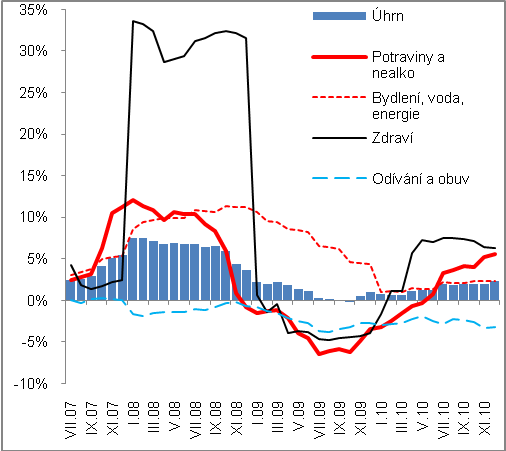 35%
30%
25%
20%
15%
10%
5%
0%
-5%
-10%
Úhrn
Potraviny a
nealko
Bydlení, voda,
energie
Zdraví
Odívání a obuv
VII.07
IX.07
XI.07
I.08
III.08
V.08
VII.08
IX.08
XI.08
I.09
III.09
V.09
VII.09
IX.09
XI.09
I.10
III.10
V.10
VII.10
IX.10
XI.10